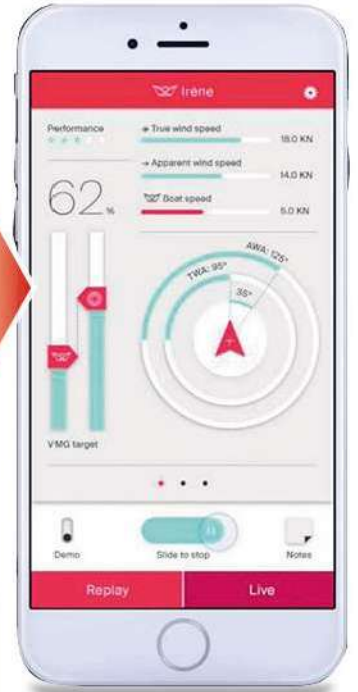 Irène
Performance
62 %
True wind speed
18.0 KN
Apparent wind speed
14.0 KN
Boat speed
5.0 KN
AWA: 125°
TWA: 95°
35°
VMG target
Demo
Slide to stop
Notes
Replay
Live